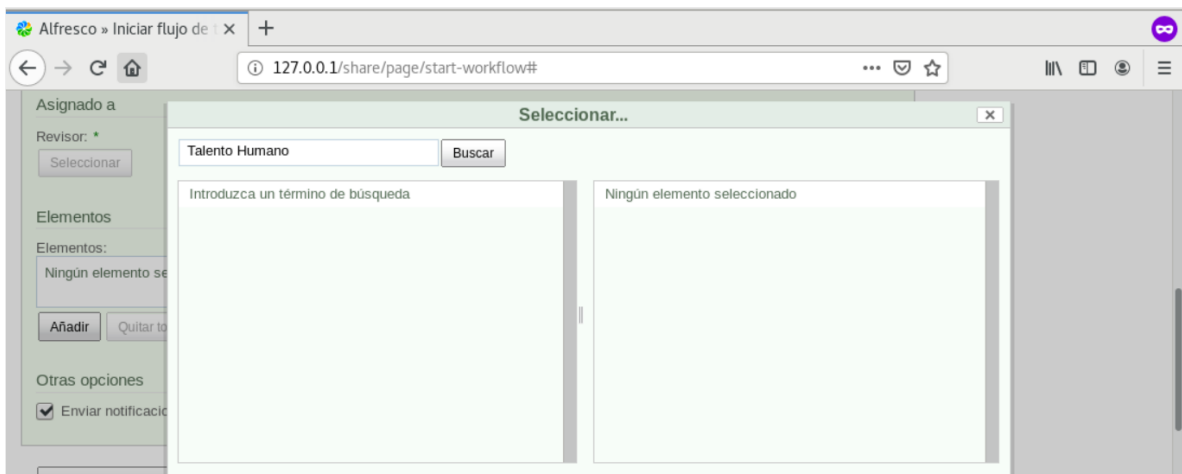 Alfresco » Iniciar flujo de t
127.0.0.1/share/page/start-workflow#
Asignado a
Seleccionar...
Revisor: *
Talento Humano
Buscar
Seleccionar
Introduzca un término de búsqueda
Ningún elemento seleccionado
Elementos
Elementos:
Ningún elemento se
Añadir
Quitar to
Otras opciones
Enviar notificacio